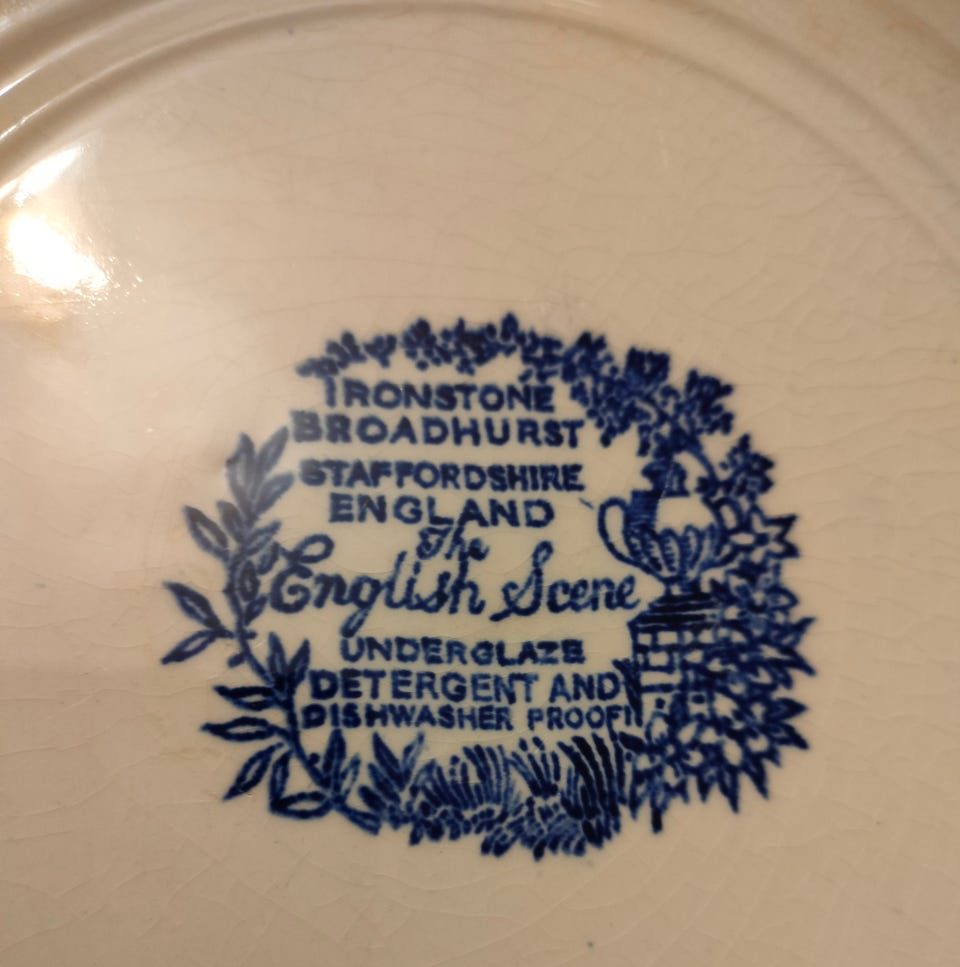 IRONSTONE
BROADHURST
STAFFORDSHIRE
ENGLAND
The
English Scene
UNDERGLAZE
DETERGENT AND
DISHWASHER PROOF